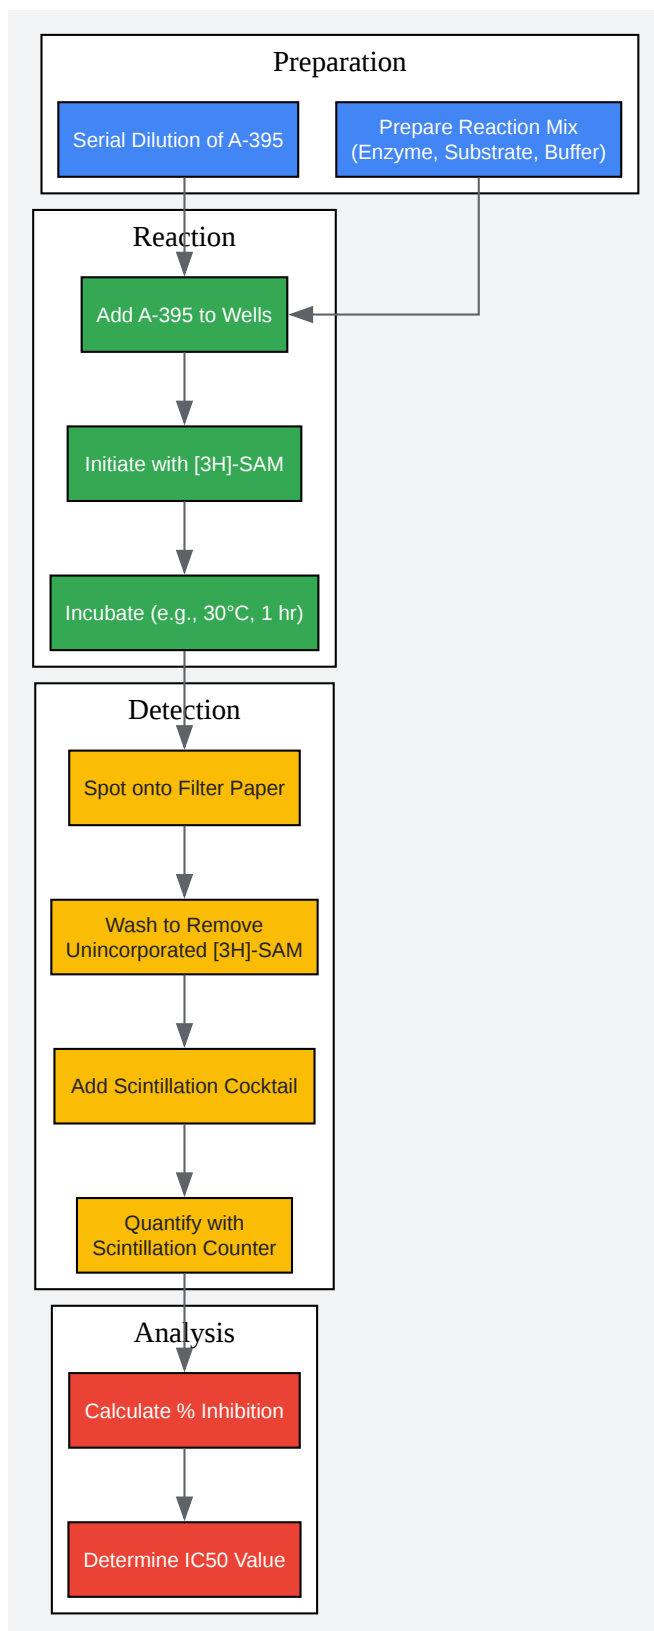 Preparation
Serial Dilution of A-395
Prepare Reaction Mix
(Enzyme, Substrate, Buffer)
Reaction
Add A-395 to Wells
Initiate with [3H]-SAM
Incubate (e.g., 30°C, 1 hr)
Detection
Spot onto Filter Paper
Wash to Remove
Unincorporated [3H]-SAM
Add Scintillation Cocktail
Quantify with
Scintillation Counter
Analysis
Calculate % Inhibition
Determine IC50 Value